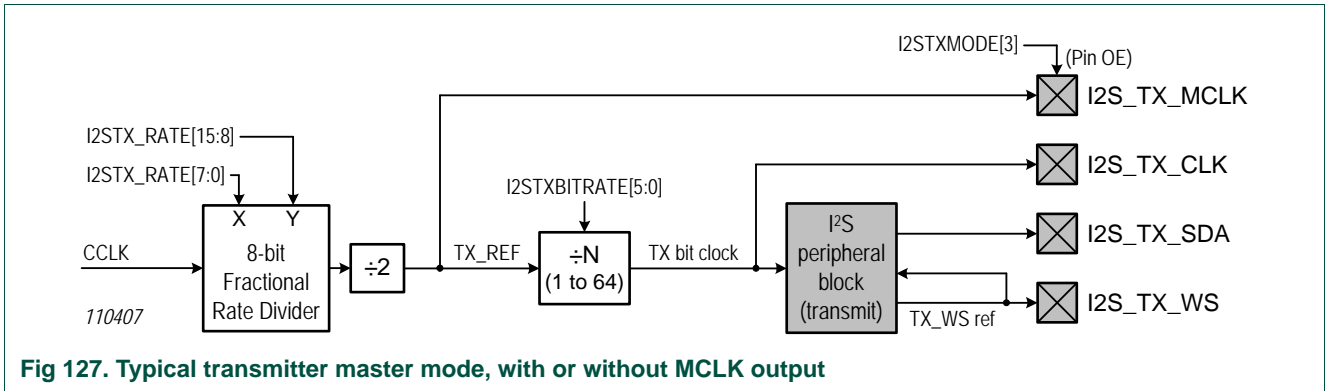 I2STXMODE[3]
(Pin OE)
I2S_TX_MCLK
I2STX_RATE[15:8]
I2STX_RATE[7:0]
I2S_TX_CLK
I2STXBITRATE[5:0]
X Y
8-bit
Fractional
Rate Divider
CCLK
÷2
TX_REF
÷N
(1 to 64)
TX bit clock
I²S
peripheral
block
(transmit)
I2S_TX_SDA
TX_WS ref
I2S_TX_WS
110407
Fig 127. Typical transmitter master mode, with or without MCLK output